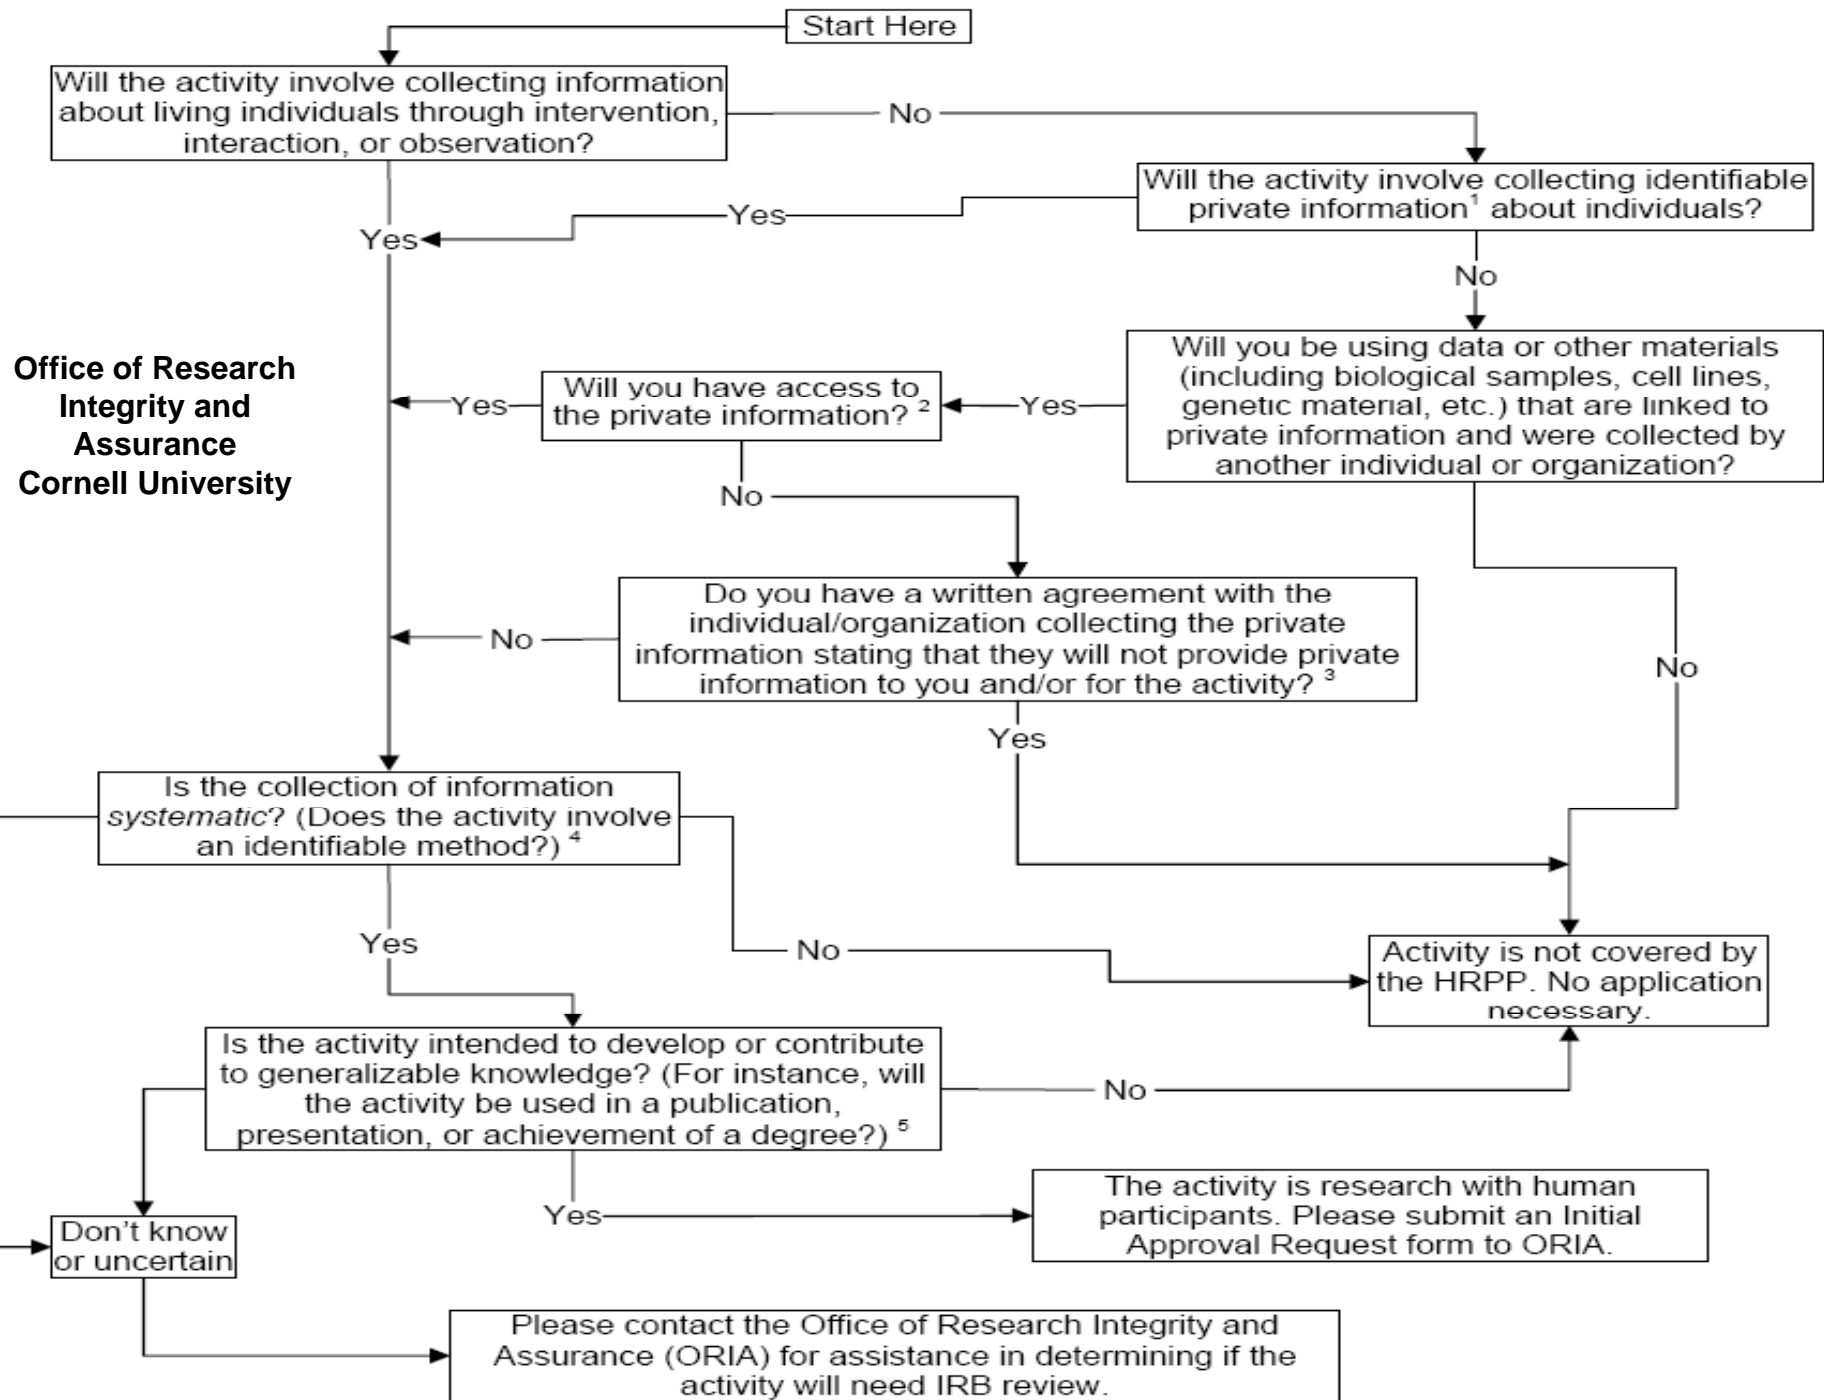 Start Here
Will the activity involve collecting information
about living individuals through intervention,
interaction, or observation?
No
Will the activity involve collecting identifiable
private information¹ about individuals?
Yes
Yes
No
Office of Research
Integrity and
Assurance
Cornell University
Will you be using data or other materials
(including biological samples, cell lines,
genetic material, etc.) that are linked to
private information and were collected by
another individual or organization?
Yes
Will you have access to
the private information? ²
Yes
No
Do you have a written agreement with the
individual/organization collecting the private
information stating that they will not provide private
information to you and/or for the activity? ³
No
Yes
No
Is the collection of information
systematic? (Does the activity involve
an identifiable method?) ⁴
Yes
No
Activity is not covered by
the HRPP. No application
necessary.
Is the activity intended to develop or contribute
to generalizable knowledge? (For instance, will
the activity be used in a publication,
presentation, or achievement of a degree?) ⁵
No
Yes
The activity is research with human
participants. Please submit an Initial
Approval Request form to ORIA.
Don't know
or uncertain
Please contact the Office of Research Integrity and
Assurance (ORIA) for assistance in determining if the
activity will need IRB review.